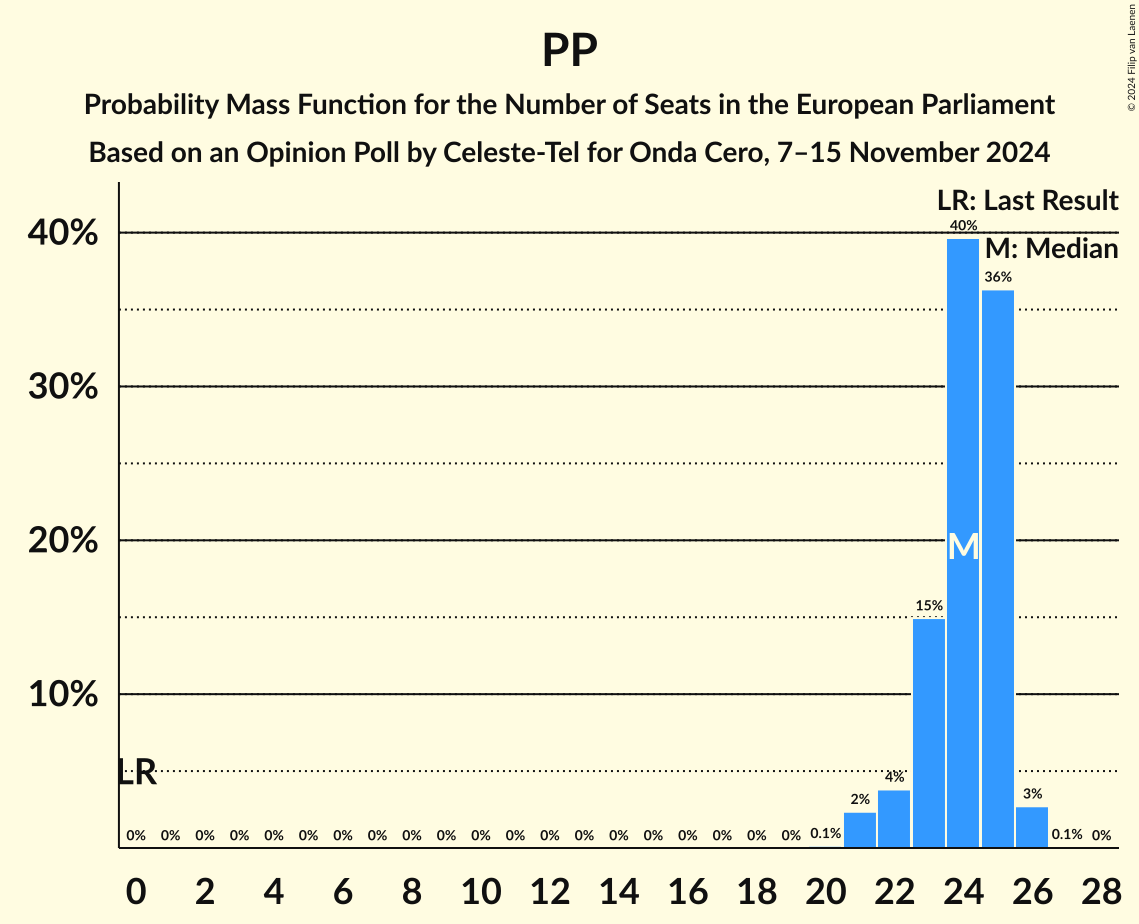 PP
Probability Mass Function for the Number of Seats in the European Parliament
Based on an Opinion Poll by Celeste-Tel for Onda Cero, 7–15 November 2024
© 2024 Filip van Laenen
LR: Last Result
M: Median
40%
30%
20%
10%
LR
M
0% 0% 0% 0% 0% 0% 0% 0% 0% 0% 0% 0% 0% 0% 0% 0% 0% 0% 0% 0% 0.1% 2% 4% 15% 40% 36% 3% 0.1% 0%
0 2 4 6 8 10 12 14 16 18 20 22 24 26 28